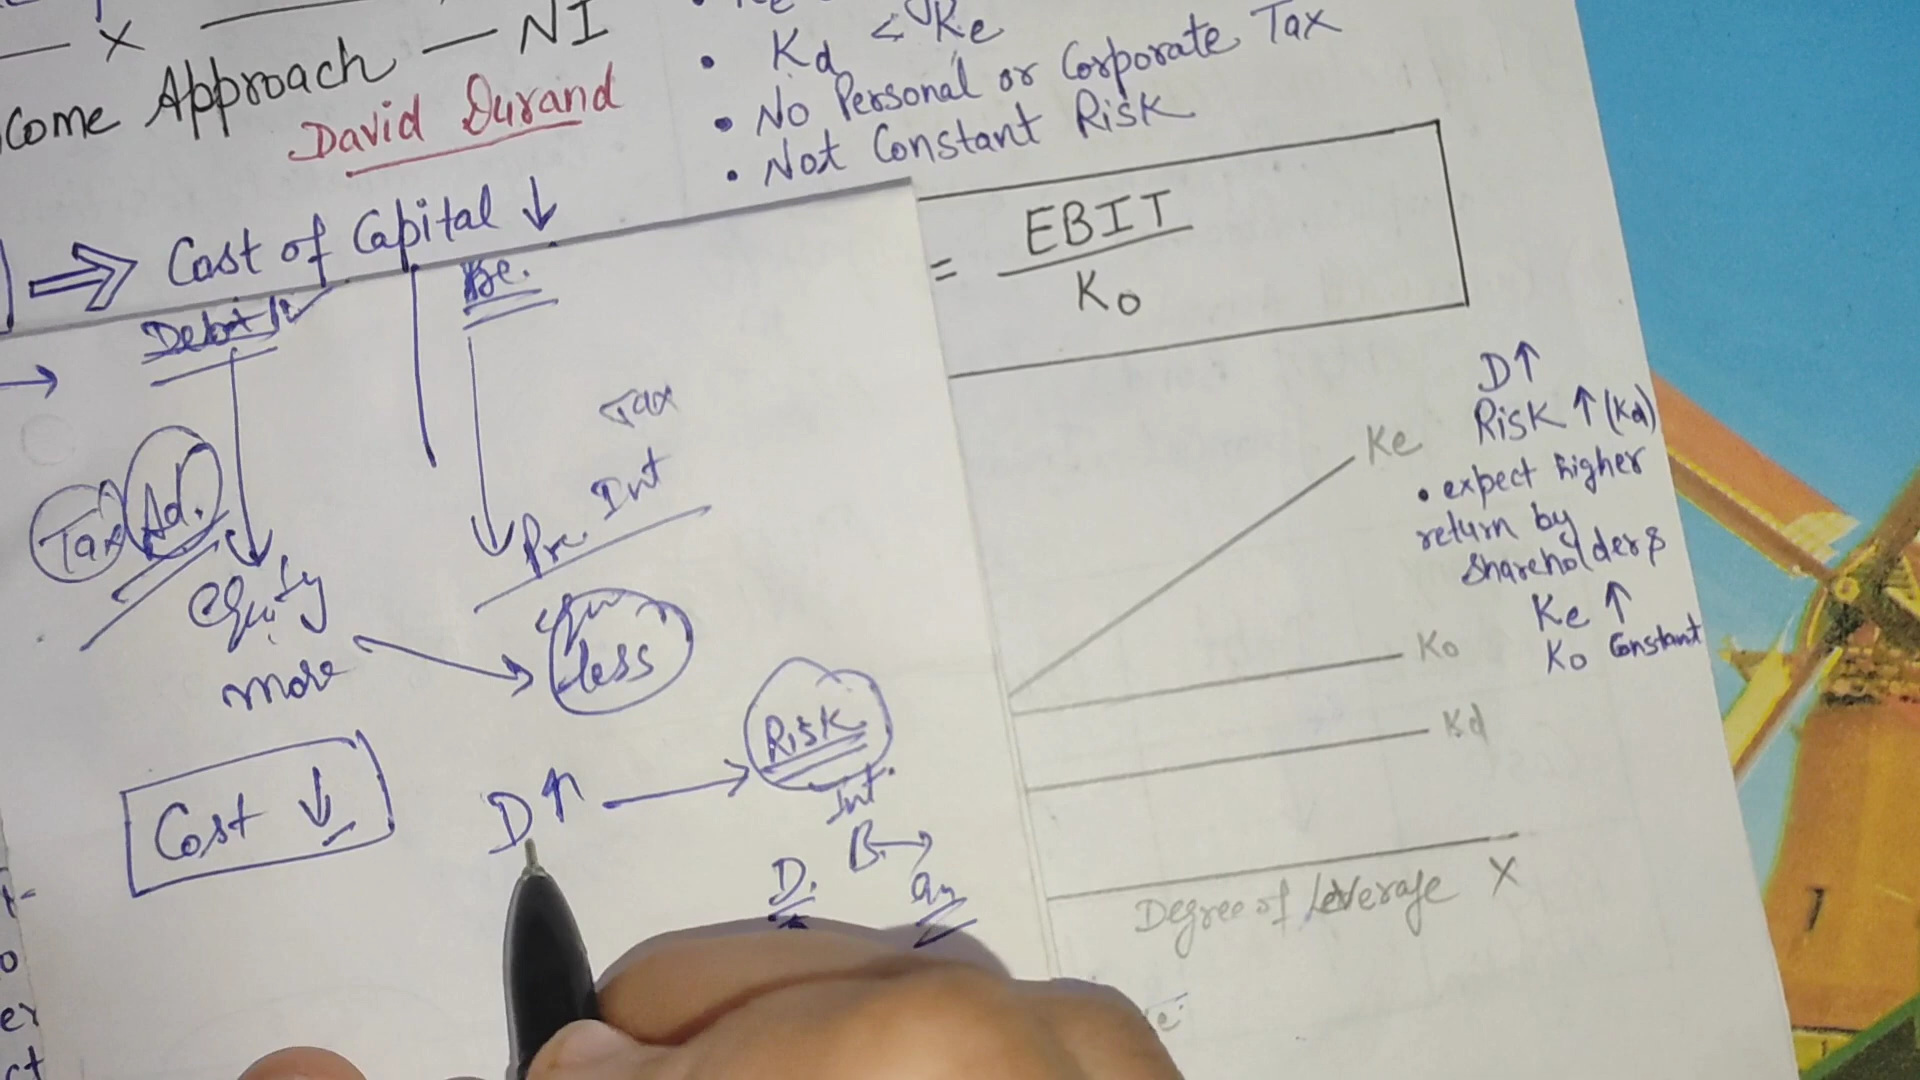 Come Approach — NI
David Durand
• Kd < Ke
• No Personal or Corporate Tax
• Not Constant Risk
⇒ Cost of Capital ↓
= EBIT
Ko
→
Tax Ad.
equity
more
Tax
Int
Pre.
less
Cost ↓
D↑ → Risk
Int.
B →
D.
Ke
Ko
Kd
Degree of Leverage X
D↑
Risk ↑ (Kd)
• expect higher
return by
Shareholders
Ke ↑
Ko Constant